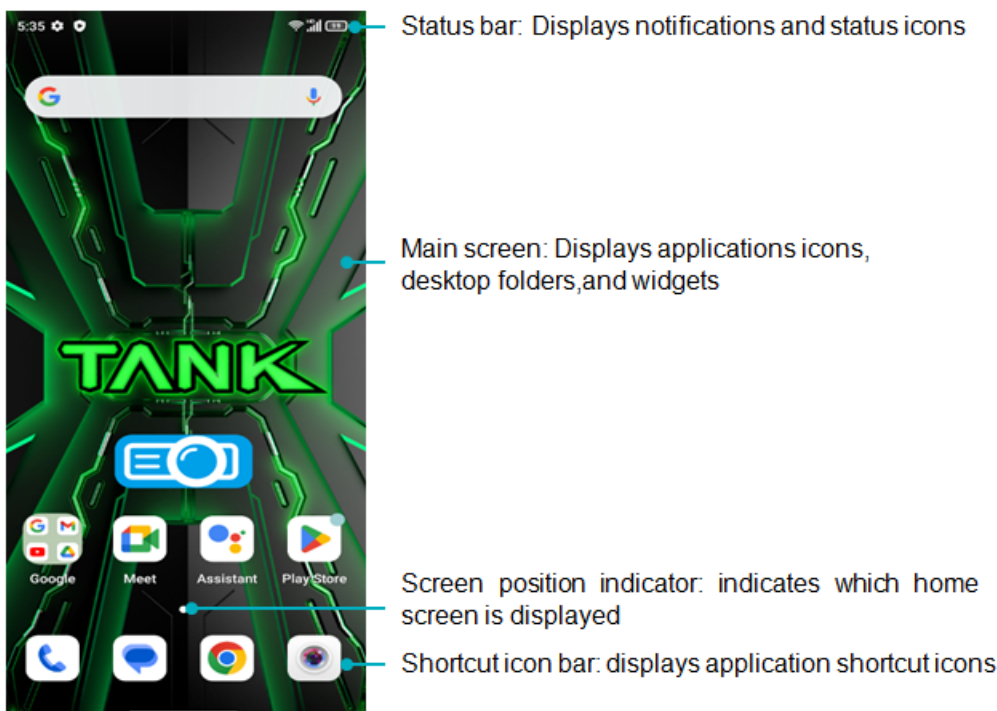 5:35
Status bar: Displays notifications and status icons
Main screen: Displays applications icons,
desktop folders,and widgets
TANK
Google Meet Assistant Play Store
Screen position indicator: indicates which home
screen is displayed
Shortcut icon bar: displays application shortcut icons